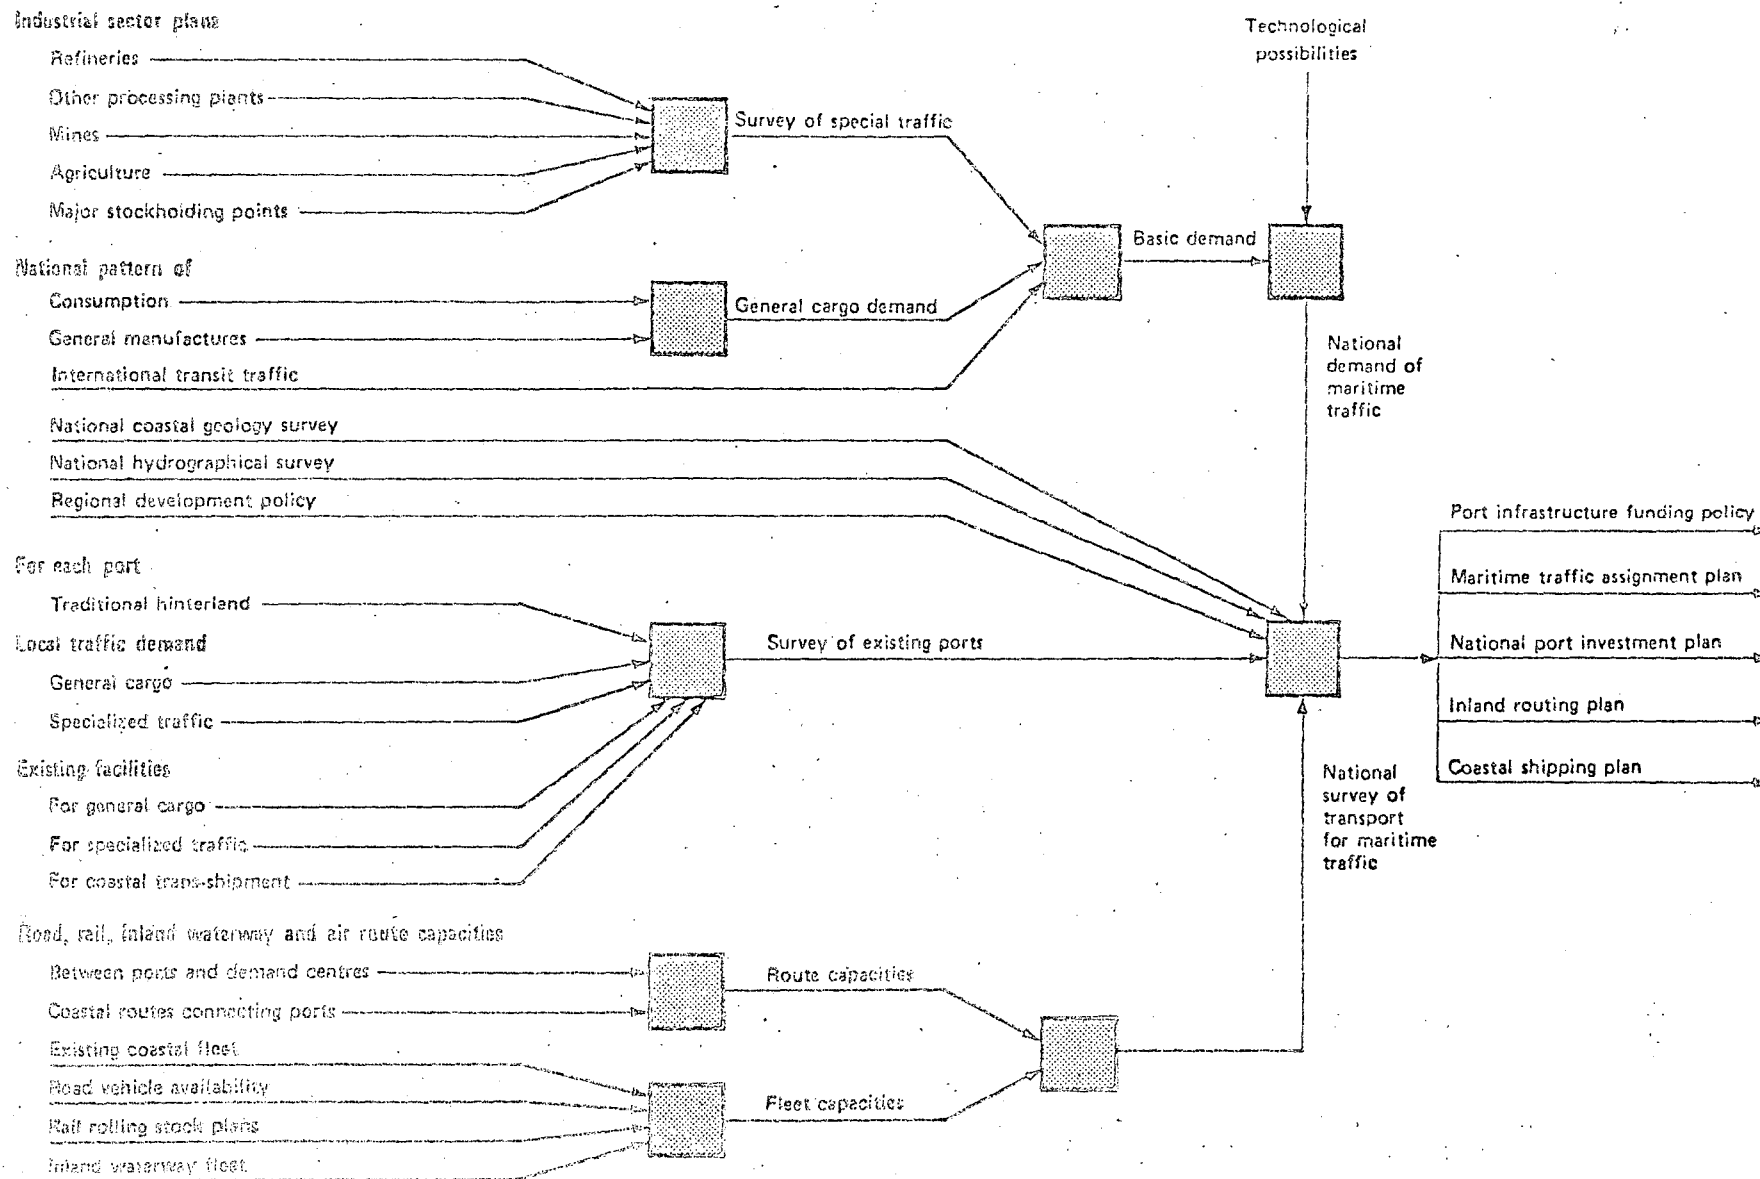 Industrial sector plans
Refineries
Other processing plants
Mines
Agriculture
Major stockholding points
Survey of special traffic
Technological
possibilities
National pattern of
Consumption
General manufactures
International transit traffic
General cargo demand
Basic demand
National
demand of
maritime
traffic
National coastal geology survey
National hydrographical survey
Regional development policy
For each port
Traditional hinterland
Local traffic demand
General cargo
Specialized traffic
Existing facilities
For general cargo
For specialized traffic
For coastal trans-shipment
Survey of existing ports
Port infrastructure funding policy
Maritime traffic assignment plan
National port investment plan
Inland routing plan
Coastal shipping plan
National
survey of
transport
for maritime
traffic
Road, rail, inland waterway and air route capacities
Between ports and demand centres
Coastal routes connecting ports
Existing coastal fleet
Road vehicle availability
Rail rolling stock plans
Inland waterway fleet
Route capacities
Fleet capacities